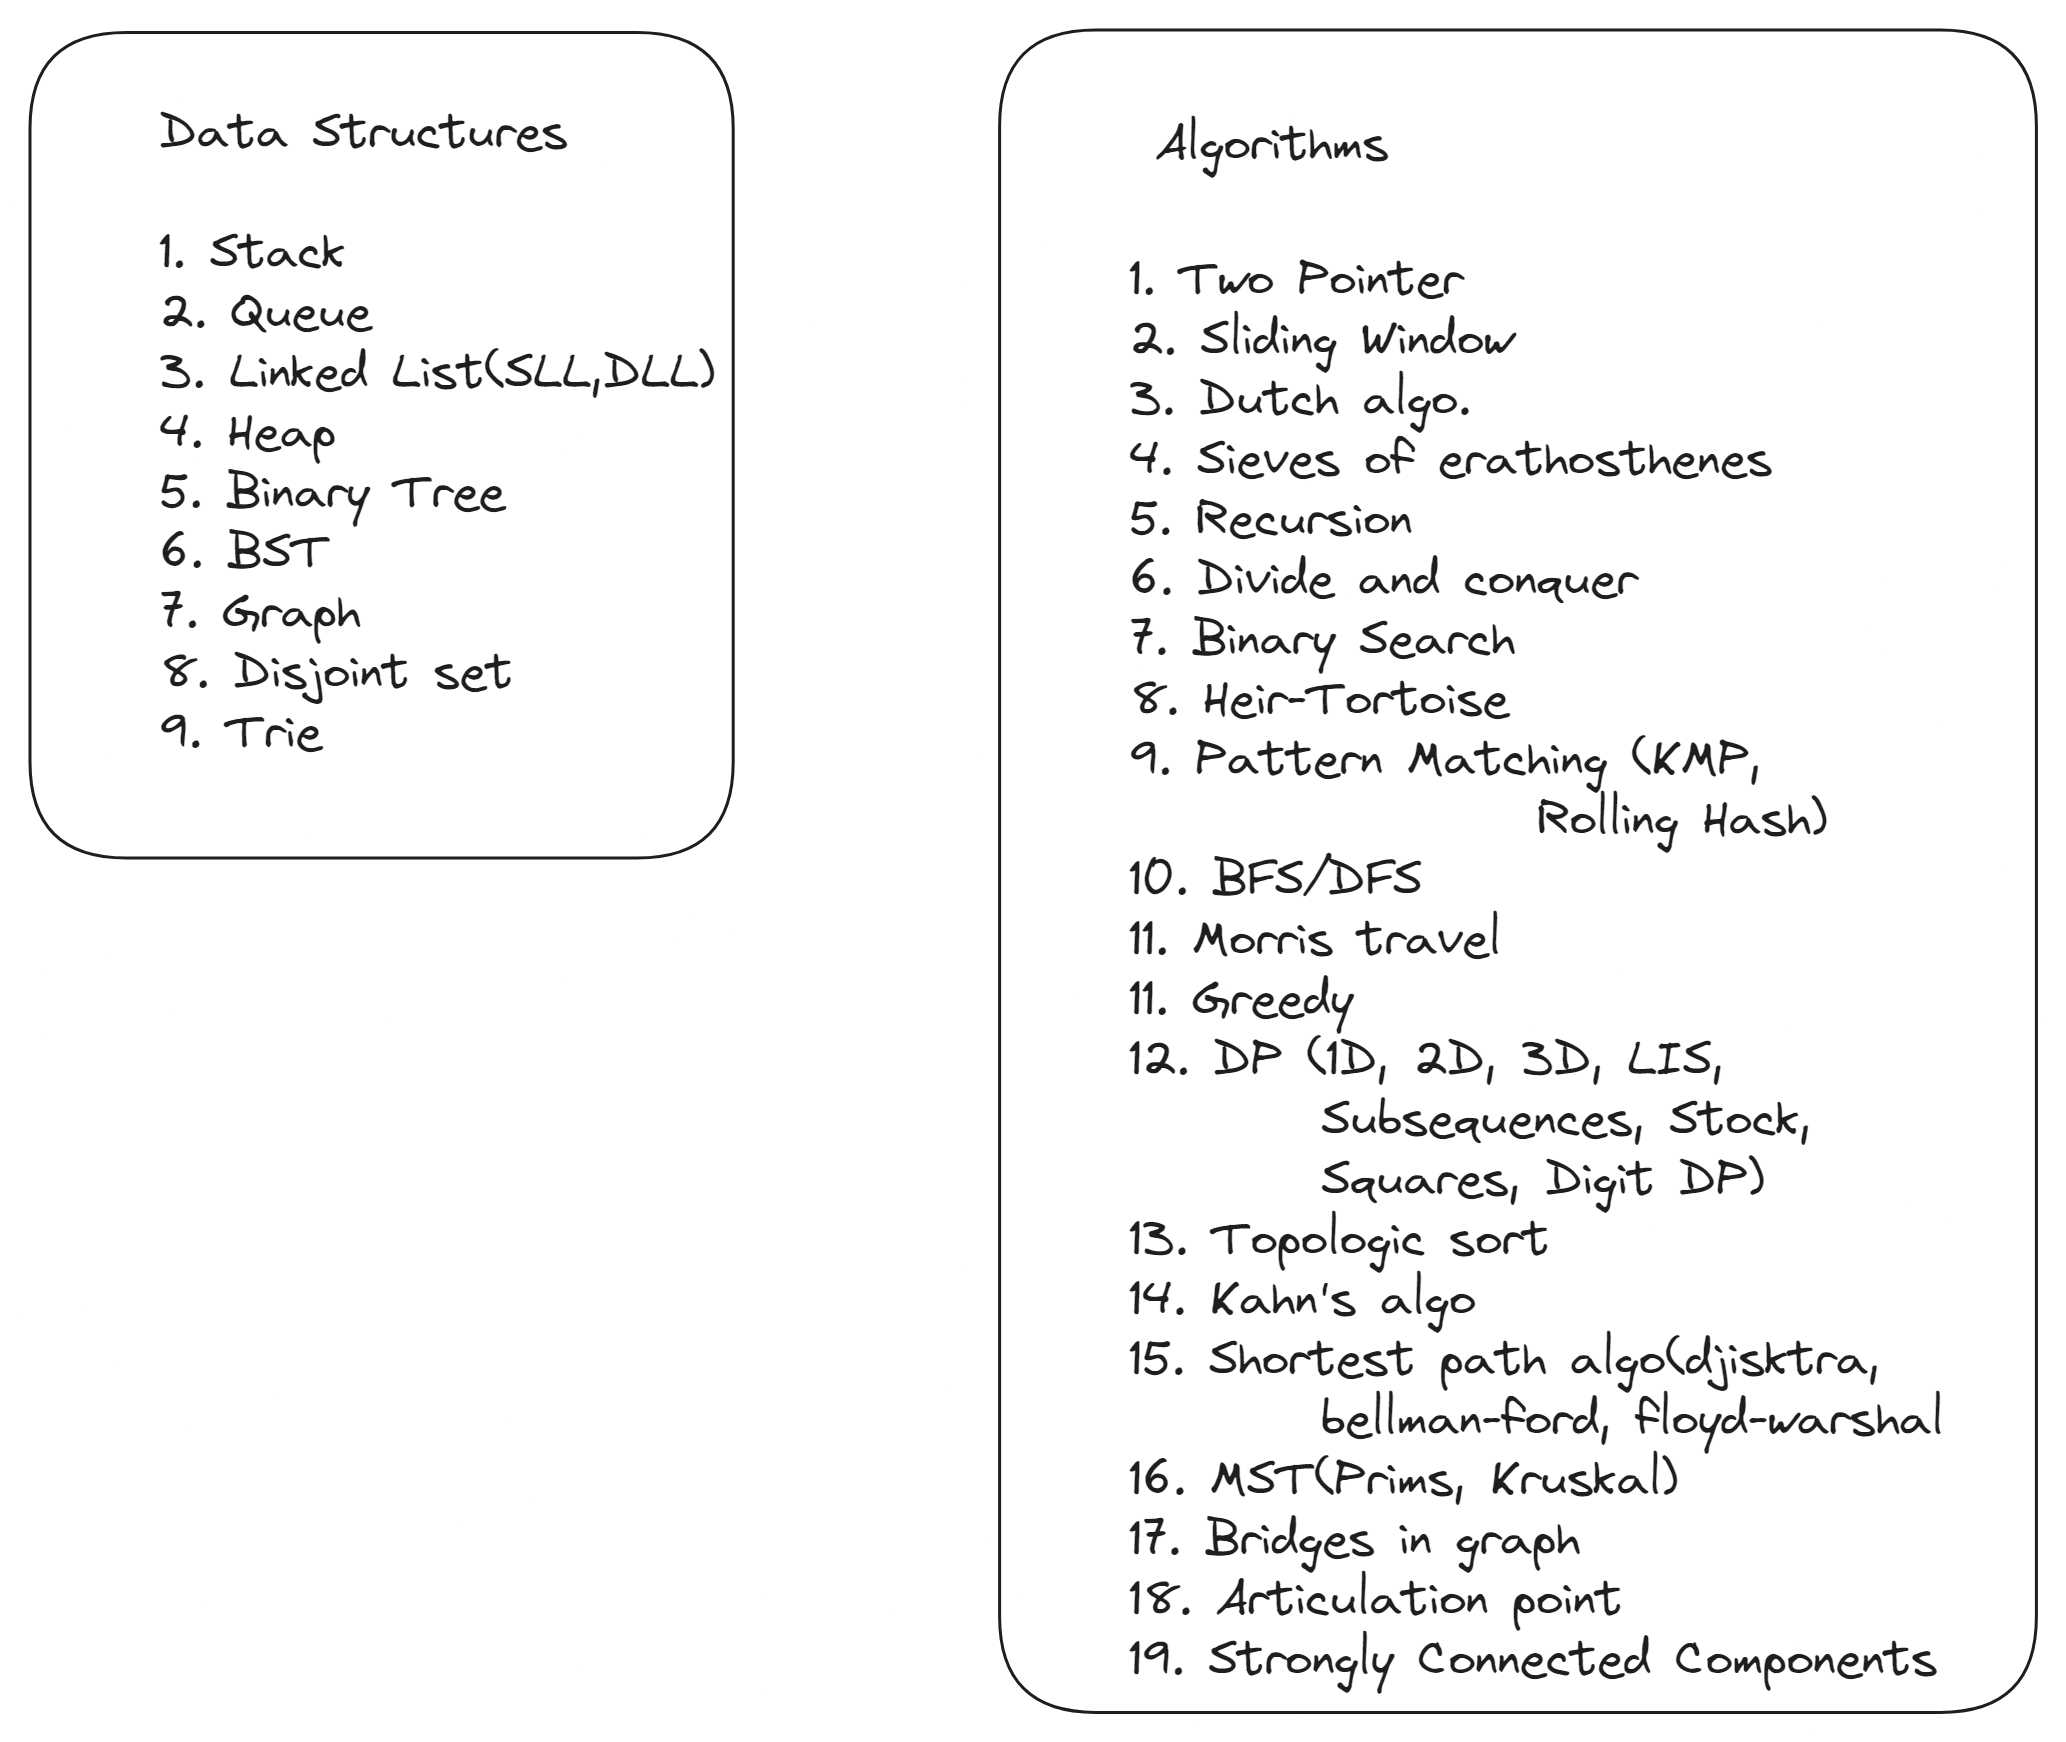 Data Structures
1. Stack
2. Queue
3. Linked List(SLL,DLL)
4. Heap
5. Binary Tree
6. BST
7. Graph
8. Disjoint set
9. Trie
Algorithms
1. Two Pointer
2. Sliding Window
3. Dutch algo.
4. Sieves of erathosthenes
5. Recursion
6. Divide and conquer
7. Binary Search
8. Heir-Tortoise
9. Pattern Matching (KMP,
Rolling Hash)
10. BFS/DFS
11. Morris travel
11. Greedy
12. DP (1D, 2D, 3D, LIS,
Subsequences, Stock,
Squares, Digit DP)
13. Topologic sort
14. Kahn's algo
15. Shortest path algo(djisktra,
bellman-ford, floyd-warshal
16. MST(Prims, Kruskal)
17. Bridges in graph
18. Articulation point
19. Strongly Connected Components